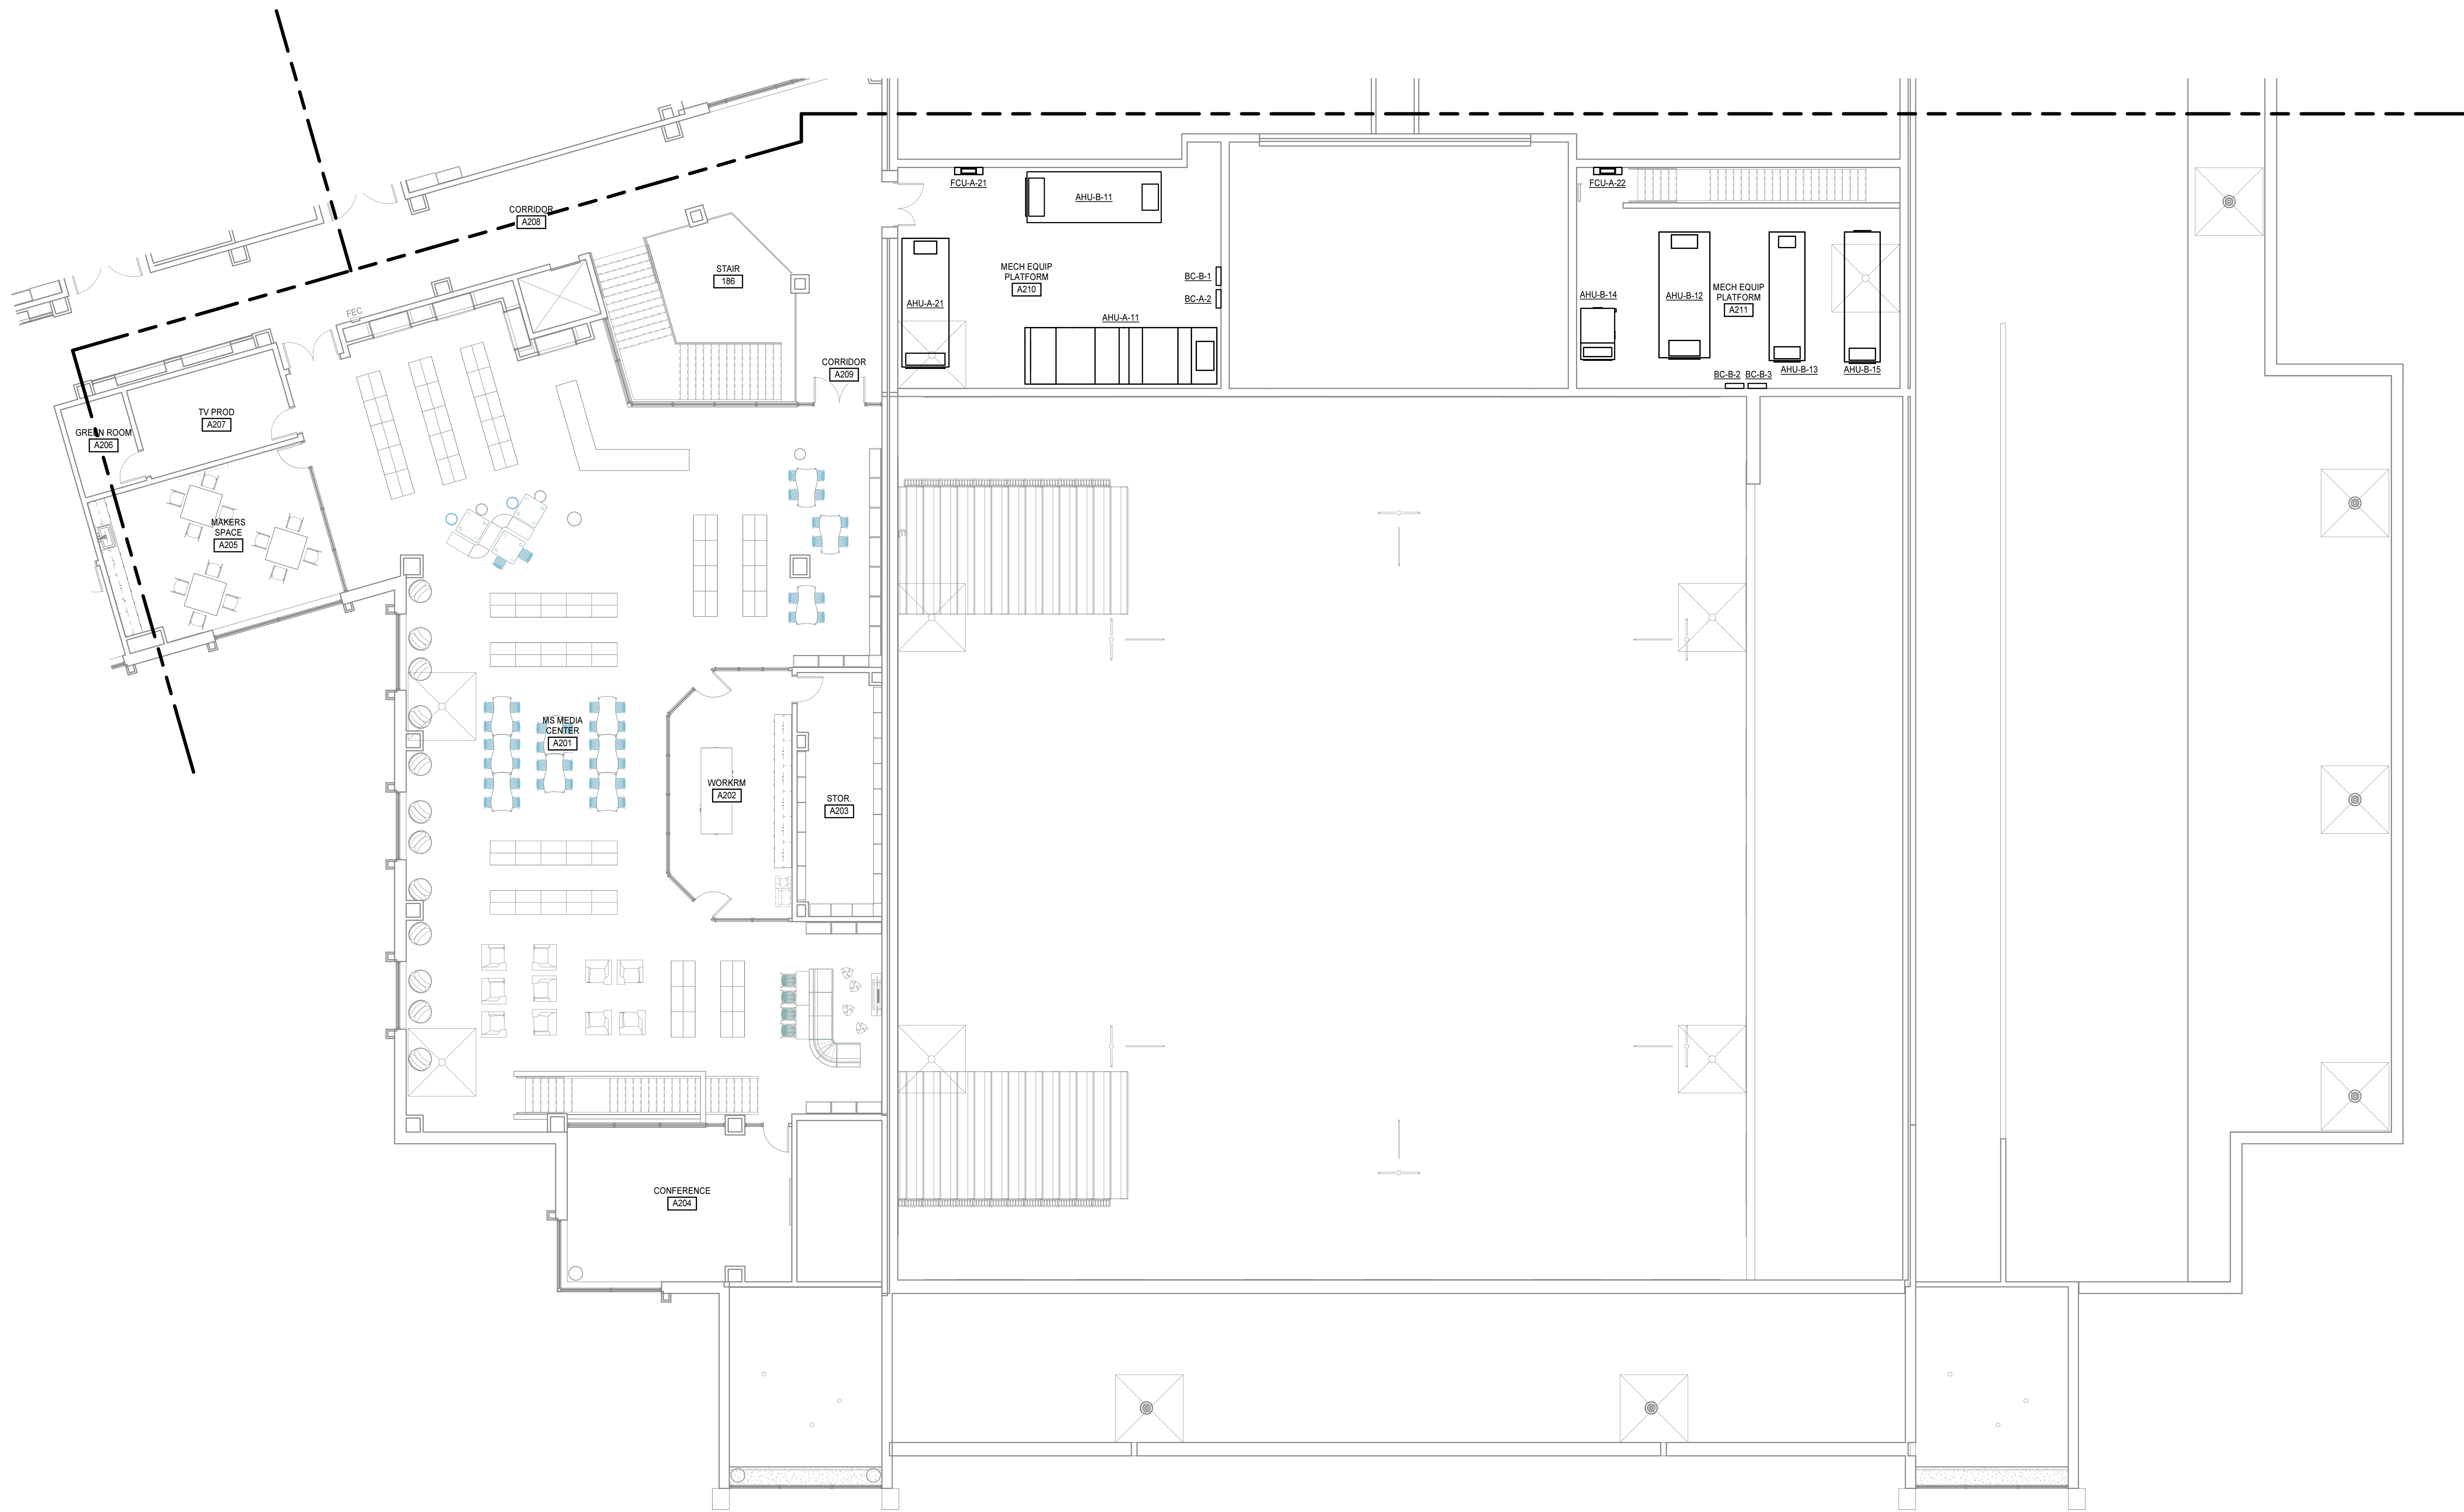 CORRIDOR
A208
FCU-A-21
AHU-B-11
FCU-A-22
STAIR
186
MECH EQUIP
PLATFORM
A210
BC-B-1
BC-A-2
AHU-A-21
AHU-A-11
AHU-B-14
AHU-B-12
MECH EQUIP
PLATFORM
A211
AHU-B-13
AHU-B-15
BC-B-2
BC-B-3
FEC
CORRIDOR
A209
TV PROD
A207
GREEN ROOM
A206
MAKERS
SPACE
A205
MS MEDIA
CENTER
A201
WORKRM
A202
STOR.
A203
CONFERENCE
A204